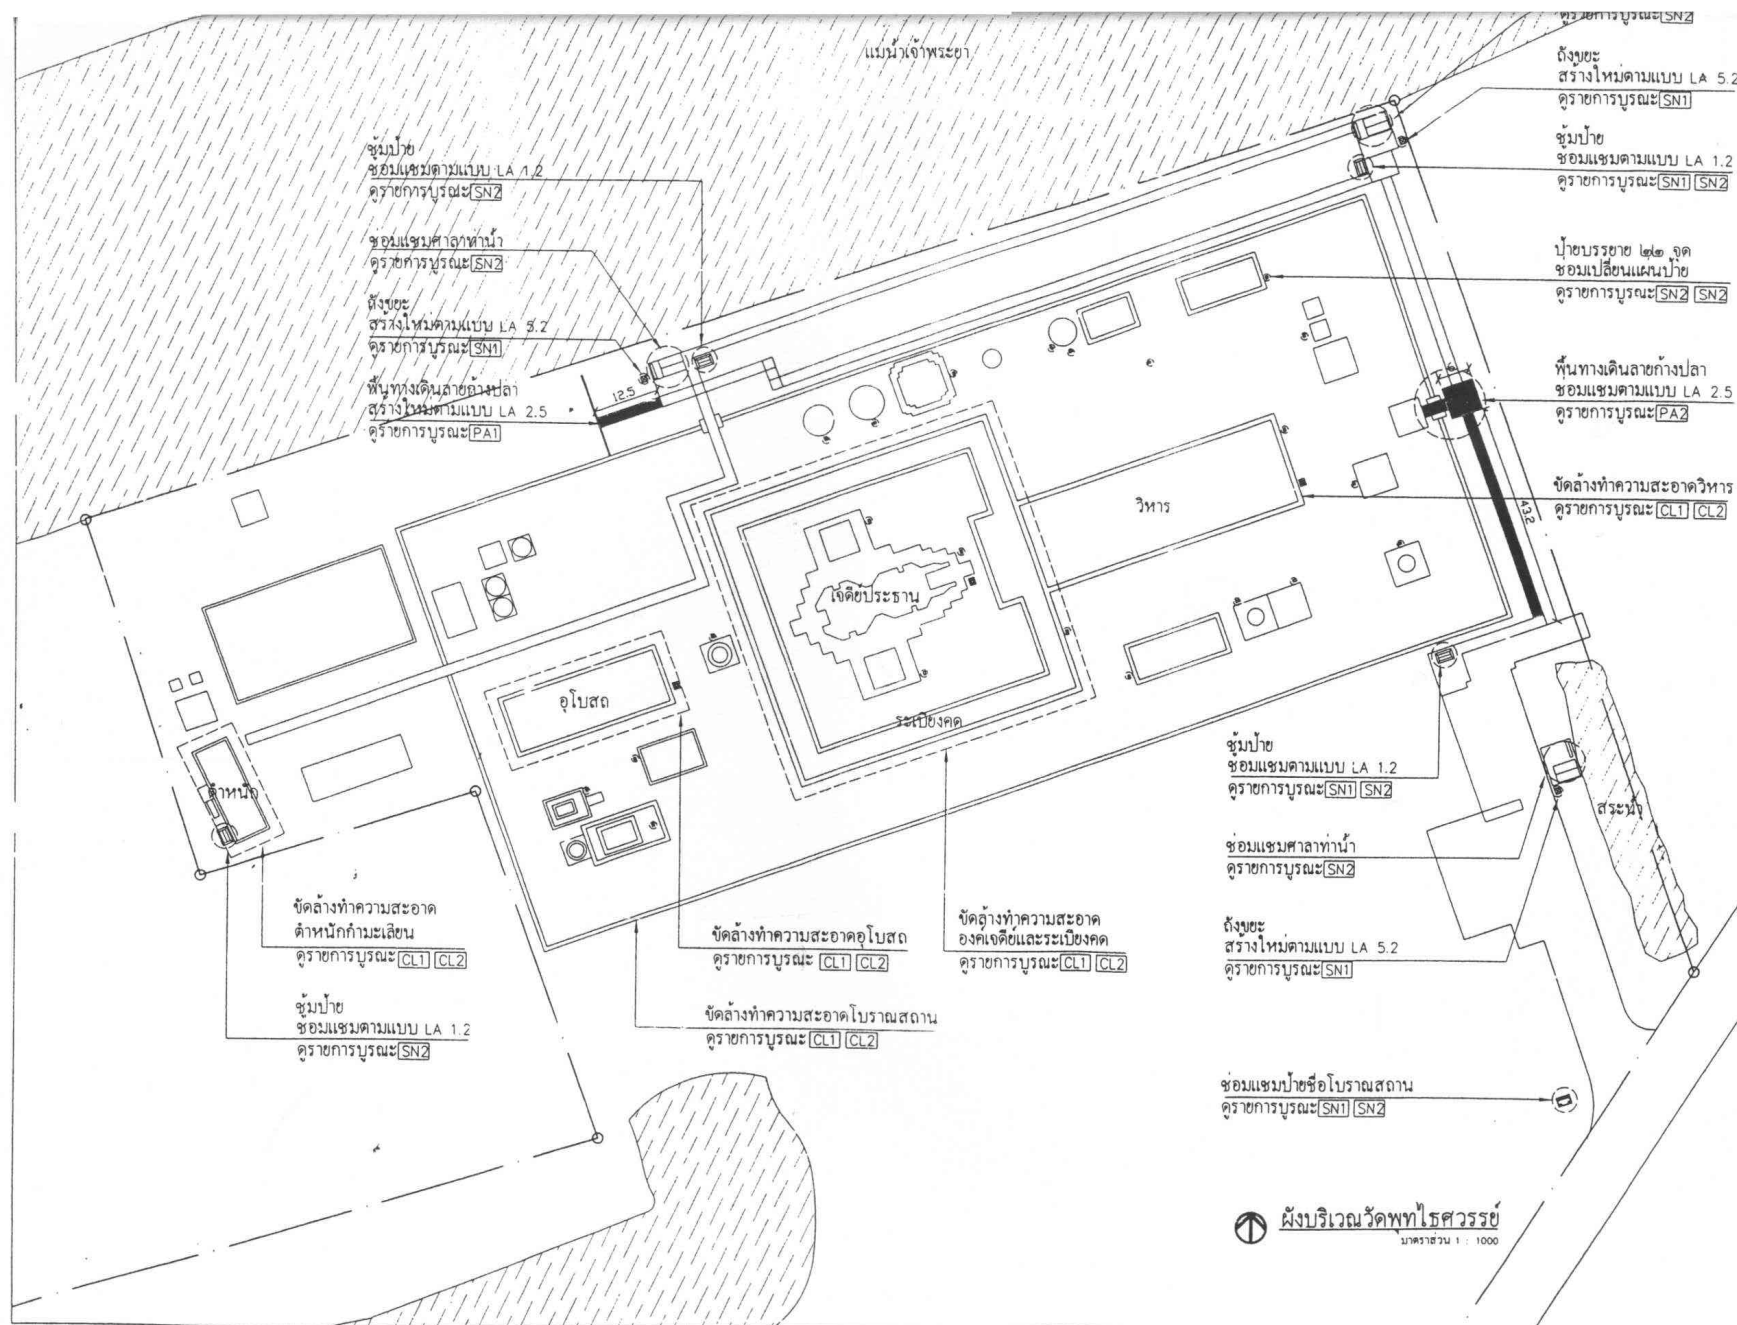 แม่น้ำเจ้าพระยา
ดูรายการบูรณะ SN2
ถังขยะ
สร้างใหม่ตามแบบ LA 5.2
ดูรายการบูรณะ SN1
ซุ้มป้าย
ซ่อมแซมตามแบบ LA 1.2
ดูรายการบูรณะ SN1 SN2
ป้ายบรรยาย ๒๒ จุด
ซ่อมเปลี่ยนแผ่นป้าย
ดูรายการบูรณะ SN2 SN2
พื้นทางเดินลายก้างปลา
ซ่อมแซมตามแบบ LA 2.5
ดูรายการบูรณะ PA2
ขัดล้างทำความสะอาดวิหาร
ดูรายการบูรณะ CL1 CL2
ซุ้มป้าย
ซ่อมแซมตามแบบ LA 1.2
ดูรายการบูรณะ SN2
ซ่อมแซมศาลาท่าน้ำ
ดูรายการบูรณะ SN2
ถังขยะ
สร้างใหม่ตามแบบ LA 5.2
ดูรายการบูรณะ SN1
พื้นทางเดินลายก้างปลา
สร้างใหม่ตามแบบ LA 2.5
ดูรายการบูรณะ PA1
12.5
6
43.2
วิหาร
เจดีย์ประธาน
อุโบสถ
ระเบียงคด
ตำหนัก
สระน้ำ
ซุ้มป้าย
ซ่อมแซมตามแบบ LA 1.2
ดูรายการบูรณะ SN1 SN2
ซ่อมแซมศาลาท่าน้ำ
ดูรายการบูรณะ SN2
ถังขยะ
สร้างใหม่ตามแบบ LA 5.2
ดูรายการบูรณะ SN1
ขัดล้างทำความสะอาด
ตำหนักกำมะเลียน
ดูรายการบูรณะ CL1 CL2
ซุ้มป้าย
ซ่อมแซมตามแบบ LA 1.2
ดูรายการบูรณะ SN2
ขัดล้างทำความสะอาดอุโบสถ
ดูรายการบูรณะ CL1 CL2
ขัดล้างทำความสะอาด
องค์เจดีย์และระเบียงคด
ดูรายการบูรณะ CL1 CL2
ขัดล้างทำความสะอาดโบราณสถาน
ดูรายการบูรณะ CL1 CL2
ซ่อมแซมป้ายชื่อโบราณสถาน
ดูรายการบูรณะ SN1 SN2
ผังบริเวณวัดพุทไธศวรรย์
มาตราส่วน 1 : 1000